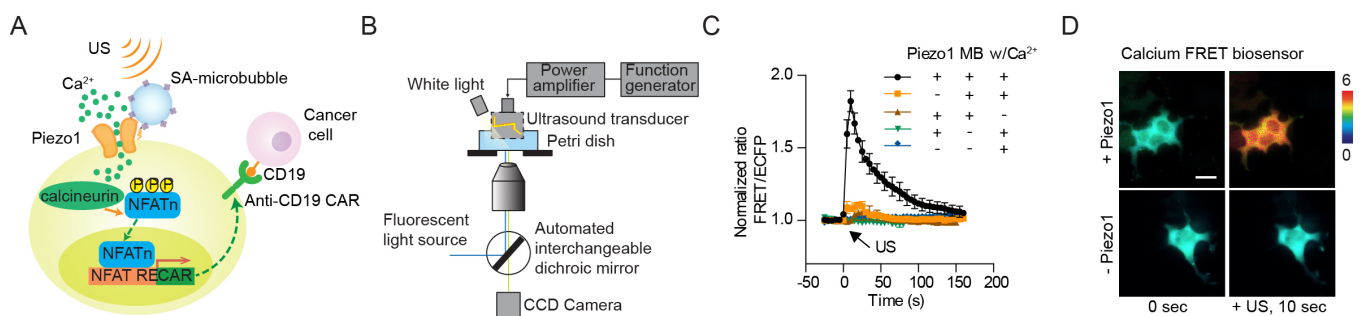 A
US
Ca²⁺
SA-microbubble
Piezo1
Cancer
cell
CD19
calcineurin
P P P
NFATn
Anti-CD19 CAR
NFATn
NFAT RE CAR
B
White light
Power
amplifier
Function
generator
Ultrasound transducer
Petri dish
Fluorescent
light source
Automated
interchangeable
dichroic mirror
CCD Camera
C
Piezo1 MB w/Ca²⁺
+ + +
- + +
+ + -
+ - +
- - +
Normalized ratio
FRET/ECFP
2.0
1.5
1.0
US
-50 0 50 100 150 200
Time (s)
D
Calcium FRET biosensor
+ Piezo1
- Piezo1
6
0
0 sec
+ US, 10 sec